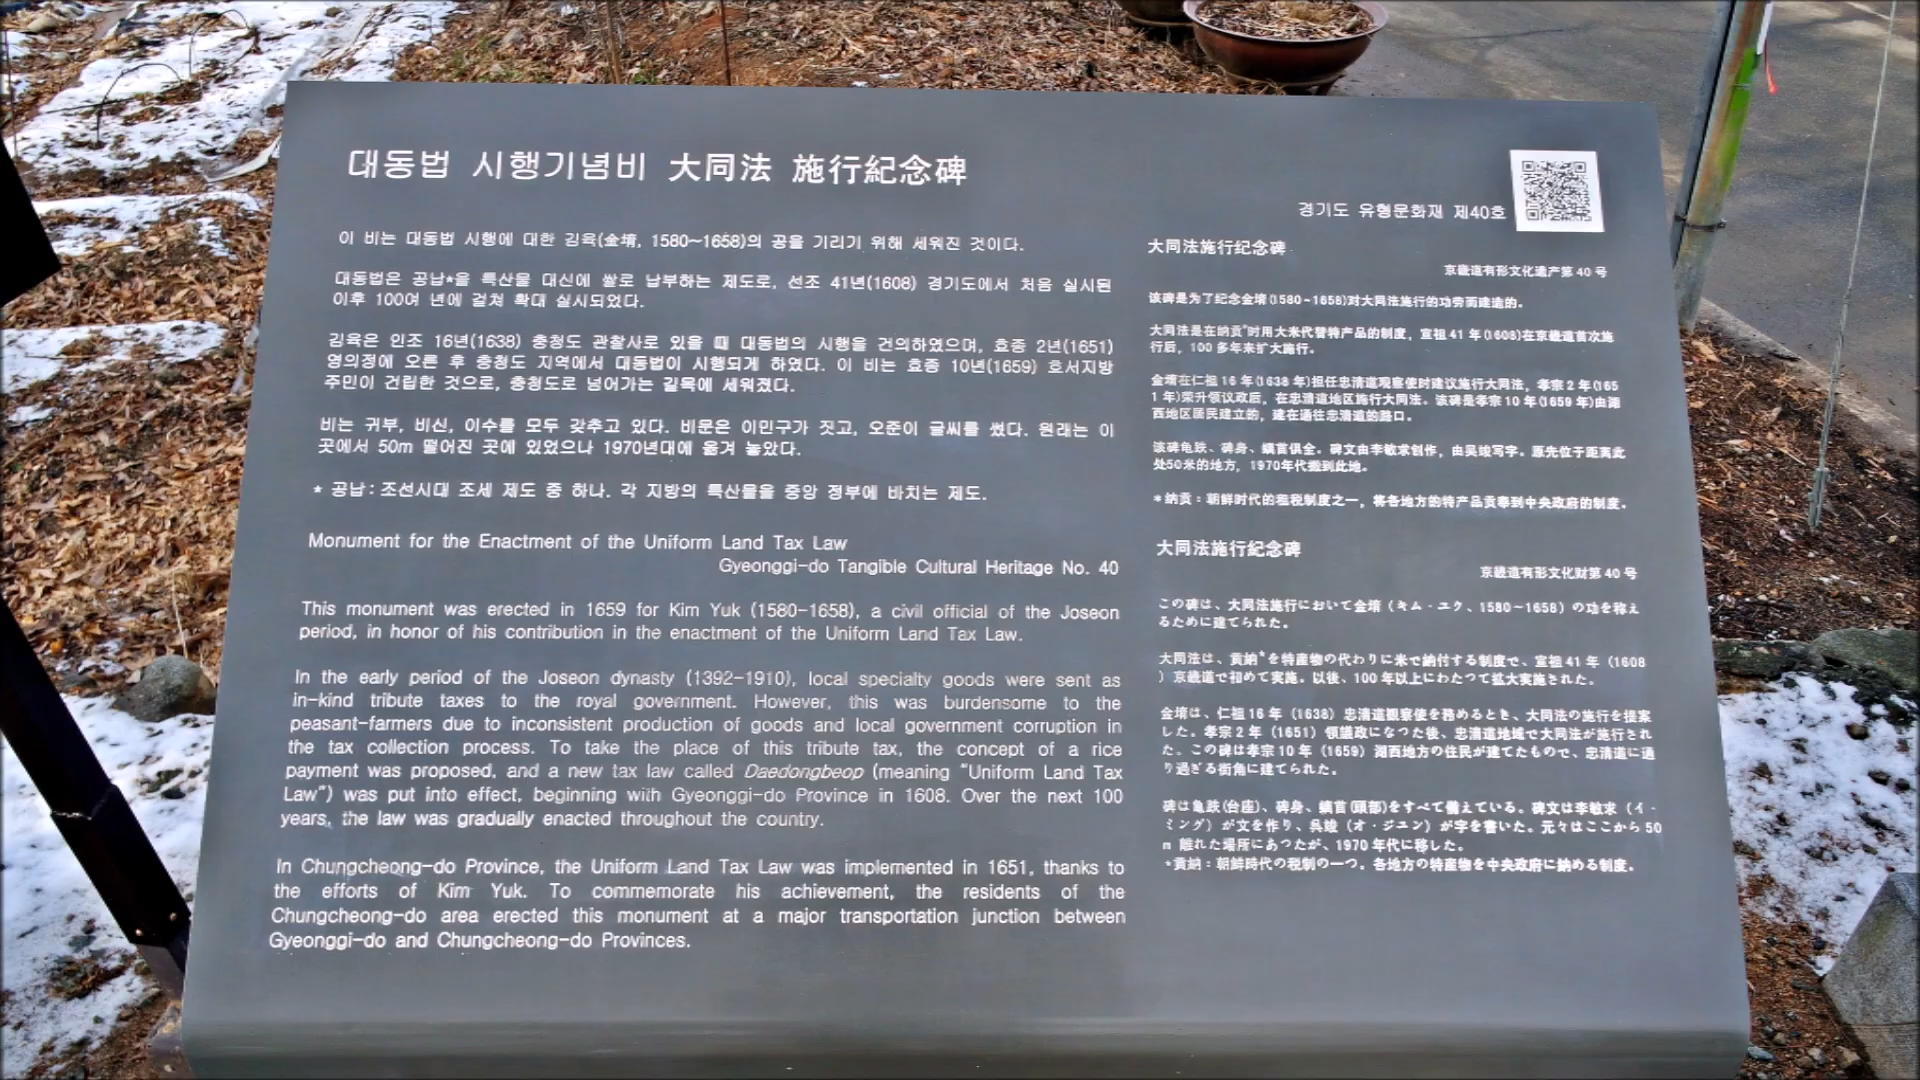 대동법 시행기념비 大同法 施行紀念碑
경기도 유형문화재 제40호
이 비는 대동법 시행에 대한 김육(金堉, 1580~1658)의 공을 기리기 위해 세워진 것이다.
대동법은 공납*을 특산물 대신에 쌀로 납부하는 제도로, 선조 41년(1608) 경기도에서 처음 실시된
이후 100여 년에 걸쳐 확대 실시되었다.
김육은 인조 16년(1638) 충청도 관찰사로 있을 때 대동법의 시행을 건의하였으며, 효종 2년(1651)
영의정에 오른 후 충청도 지역에서 대동법이 시행되게 하였다. 이 비는 효종 10년(1659) 호서지방
주민이 건립한 것으로, 충청도로 넘어가는 길목에 세워졌다.
비는 귀부, 비신, 이수를 모두 갖추고 있다. 비문은 이민구가 짓고, 오준이 글씨를 썼다. 원래는 이
곳에서 50m 떨어진 곳에 있었으나 1970년대에 옮겨 놓았다.
* 공납 : 조선시대 조세 제도 중 하나. 각 지방의 특산물을 중앙 정부에 바치는 제도.
Monument for the Enactment of the Uniform Land Tax Law
Gyeonggi-do Tangible Cultural Heritage No. 40
This monument was erected in 1659 for Kim Yuk (1580-1658), a civil official of the Joseon
period, in honor of his contribution in the enactment of the Uniform Land Tax Law.
In the early period of the Joseon dynasty (1392-1910), local specialty goods were sent as
in-kind tribute taxes to the royal government. However, this was burdensome to the
peasant-farmers due to inconsistent production of goods and local government corruption in
the tax collection process. To take the place of this tribute tax, the concept of a rice
payment was proposed, and a new tax law called Daedongbeop (meaning “Uniform Land Tax
Law”) was put into effect, beginning with Gyeonggi-do Province in 1608. Over the next 100
years, the law was gradually enacted throughout the country.
In Chungcheong-do Province, the Uniform Land Tax Law was implemented in 1651, thanks to
the efforts of Kim Yuk. To commemorate his achievement, the residents of the
Chungcheong-do area erected this monument at a major transportation junction between
Gyeonggi-do and Chungcheong-do Provinces.
大同法施行纪念碑
京畿道有形文化遗产第 40 号
该碑是为了纪念金堉(1580~1658)对大同法施行的功劳而建造的。
大同法是在纳贡*时用大米代替特产品的制度，宣祖 41 年(1608)在京畿道首次施
行后，100 多年来扩大施行。
金堉在仁祖 16 年(1638 年)担任忠清道观察使时建议施行大同法，孝宗 2 年(165
1 年)荣升领议政后，在忠清道地区施行大同法。该碑是孝宗 10 年(1659 年)由湖
西地区居民建立的，建在通往忠清道的路口。
该碑龟趺、碑身、螭首俱全。碑文由李敏求创作，由吴竣写字。原先位于距离此
处50米的地方，1970年代搬到此地。
*纳贡：朝鲜时代的租税制度之一，将各地方的特产品贡奉到中央政府的制度。
大同法施行紀念碑
京畿道有形文化財第 40 号
この碑は、大同法施行において金堉（キム・ユク、1580～1658）の功を称え
るために建てられた。
大同法は、貢納*を特産物の代わりに米で納付する制度で、宣祖 41 年（1608
）京畿道で初めて実施。以後、100 年以上にわたって拡大実施された。
金堉は、仁祖 16 年（1638）忠清道観察使を務めるとき、大同法の施行を提案
した。孝宗 2 年（1651）領議政になった後、忠清道地域で大同法が施行され
た。この碑は孝宗 10 年（1659）湖西地方の住民が建てたもので、忠清道に通
り過ぎる街角に建てられた。
碑は亀趺(台座)、碑身、螭首(頭部)をすべて備えている。碑文は李敏求（イ・
ミング）が文を作り、呉竣（オ・ジュン）が字を書いた。元々はここから 50
m 離れた場所にあったが、1970 年代に移した。
*貢納：朝鮮時代の税制の一つ。各地方の特産物を中央政府に納める制度。